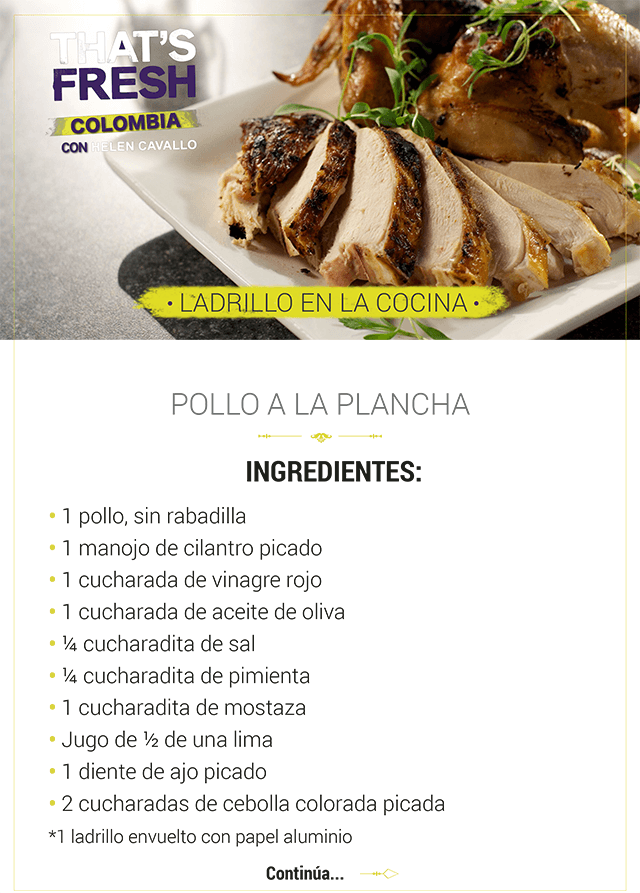 THAT'S
FRESH
COLOMBIA
CON HELEN CAVALLO
• LADRILLO EN LA COCINA •
POLLO A LA PLANCHA
INGREDIENTES:
• 1 pollo, sin rabadilla
• 1 manojo de cilantro picado
• 1 cucharada de vinagre rojo
• 1 cucharada de aceite de oliva
• ¼ cucharadita de sal
• ¼ cucharadita de pimienta
• 1 cucharadita de mostaza
• Jugo de ½ de una lima
• 1 diente de ajo picado
• 2 cucharadas de cebolla colorada picada
*1 ladrillo envuelto con papel aluminio
Continúa...